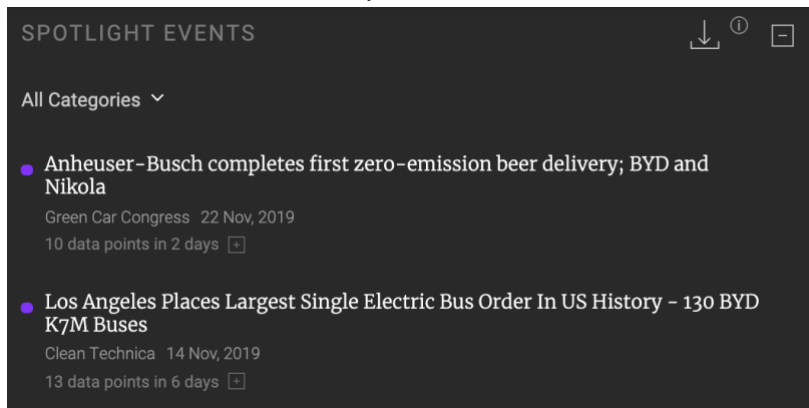 SPOTLIGHT EVENTS
All Categories
Anheuser-Busch completes first zero-emission beer delivery; BYD and
Nikola
Green Car Congress 22 Nov, 2019
10 data points in 2 days
Los Angeles Places Largest Single Electric Bus Order In US History - 130 BYD
K7M Buses
Clean Technica 14 Nov, 2019
13 data points in 6 days